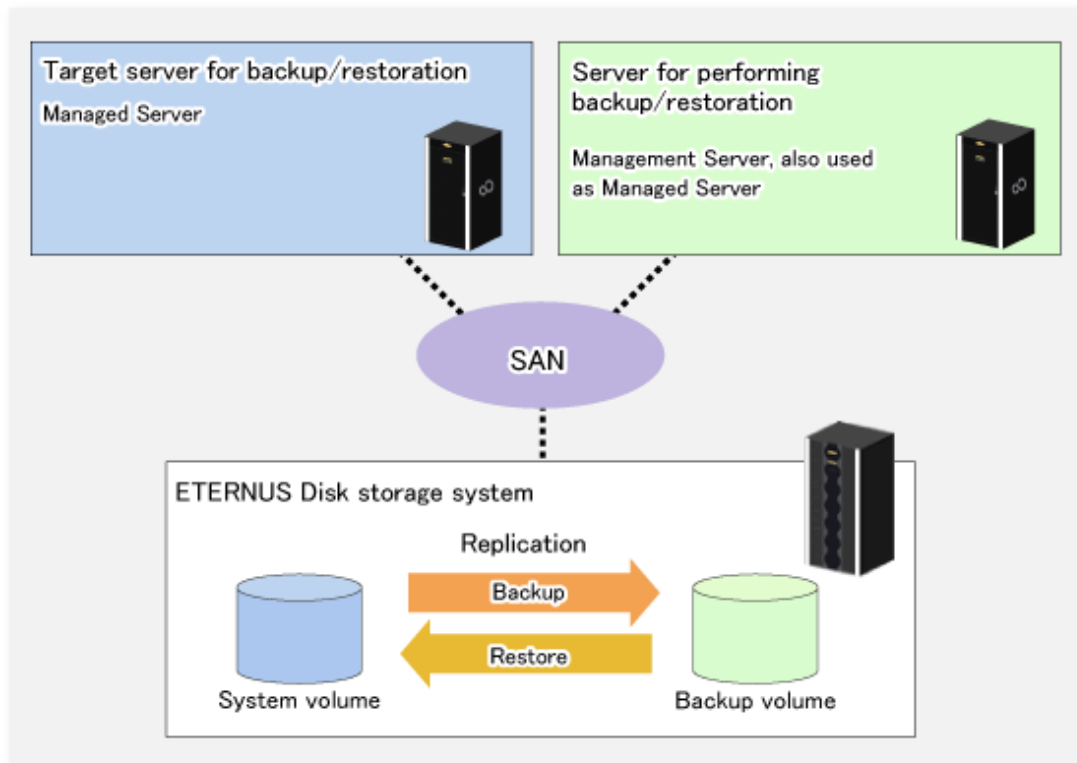 Target server for backup/restoration
Managed Server
Server for performing
backup/restoration
Management Server, also used
as Managed Server
SAN
ETERNUS Disk storage system
Replication
Backup
Restore
System volume
Backup volume